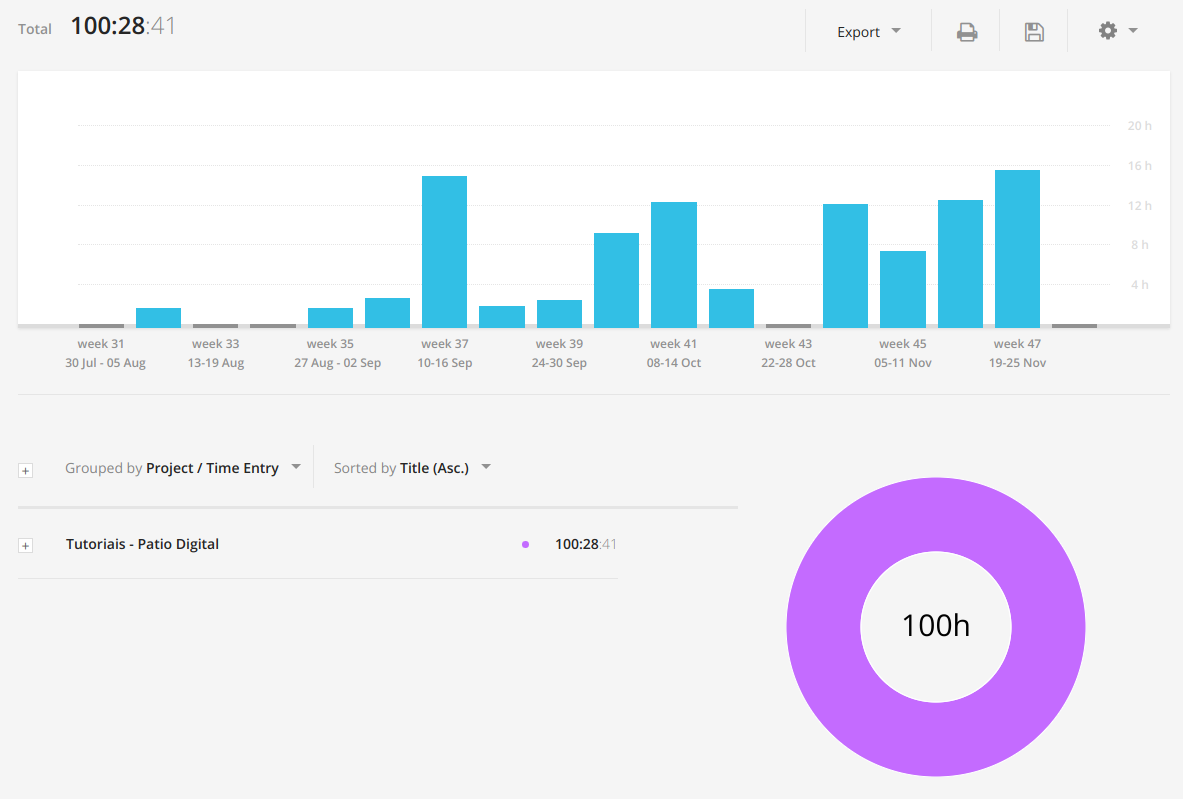 Total 100:28:41
Export
20 h
16 h
12 h
8 h
4 h
week 31 week 33 week 35 week 37 week 39 week 41 week 43 week 45 week 47
30 Jul - 05 Aug 13-19 Aug 27 Aug - 02 Sep 10-16 Sep 24-30 Sep 08-14 Oct 22-28 Oct 05-11 Nov 19-25 Nov
Grouped by Project / Time Entry Sorted by Title (Asc.)
Tutoriais - Patio Digital 100:28:41
100h